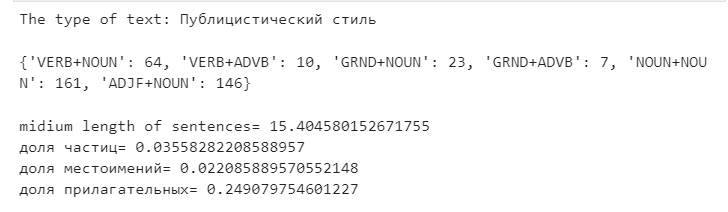 The type of text: Публицистический стиль
{'VERB+NOUN': 64, 'VERB+ADVB': 10, 'GRND+NOUN': 23, 'GRND+ADVB': 7, 'NOUN+NOU
N': 161, 'ADJF+NOUN': 146}
midium length of sentences= 15.404580152671755
доля частиц= 0.03558282208588957
доля местоимений= 0.022085889570552148
доля прилагательных= 0.249079754601227